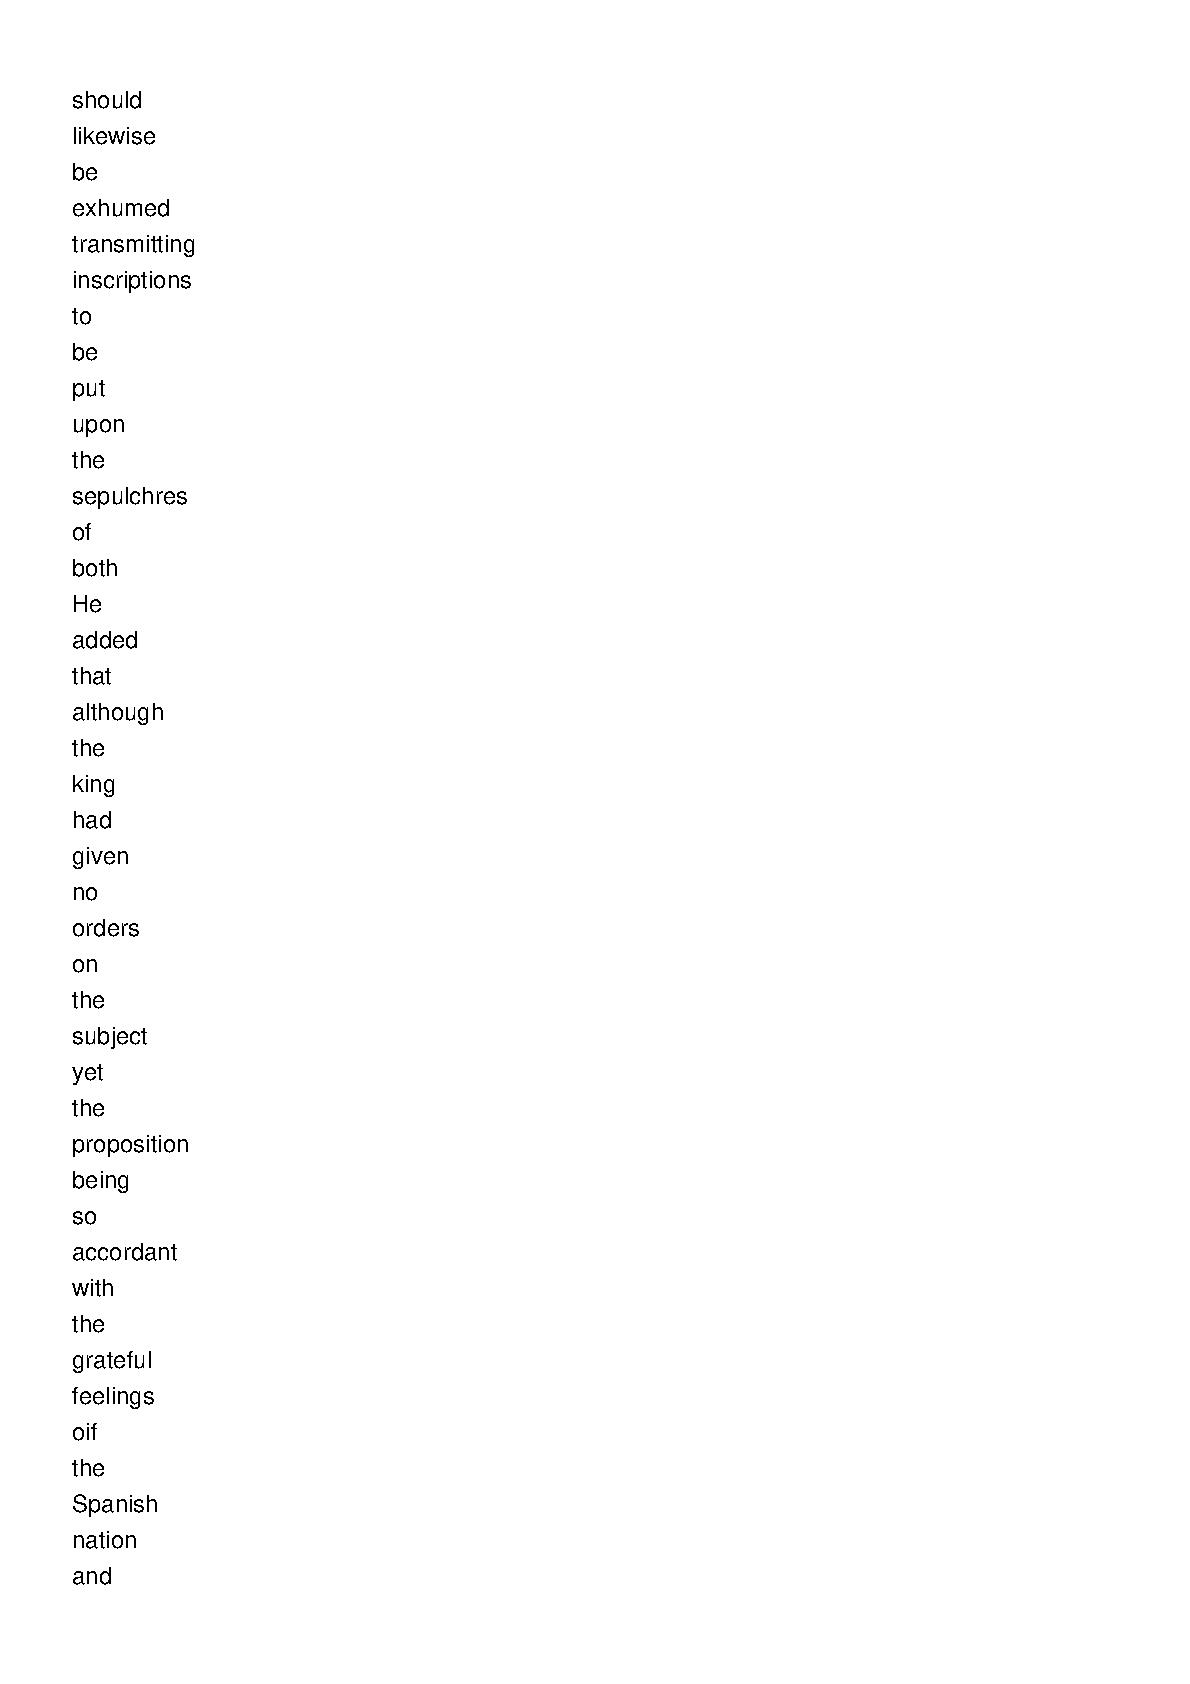 should
likewise
be
exhumed
transmitting
inscriptions
to
be
put
upon
the
sepulchres
of
both
He
added
that
although
the
king
had
given
no
orders
on
the
subject
yet
the
proposition
being
so
accordant
with
the
grateful
feelings
oif
the
Spanish
nation
and